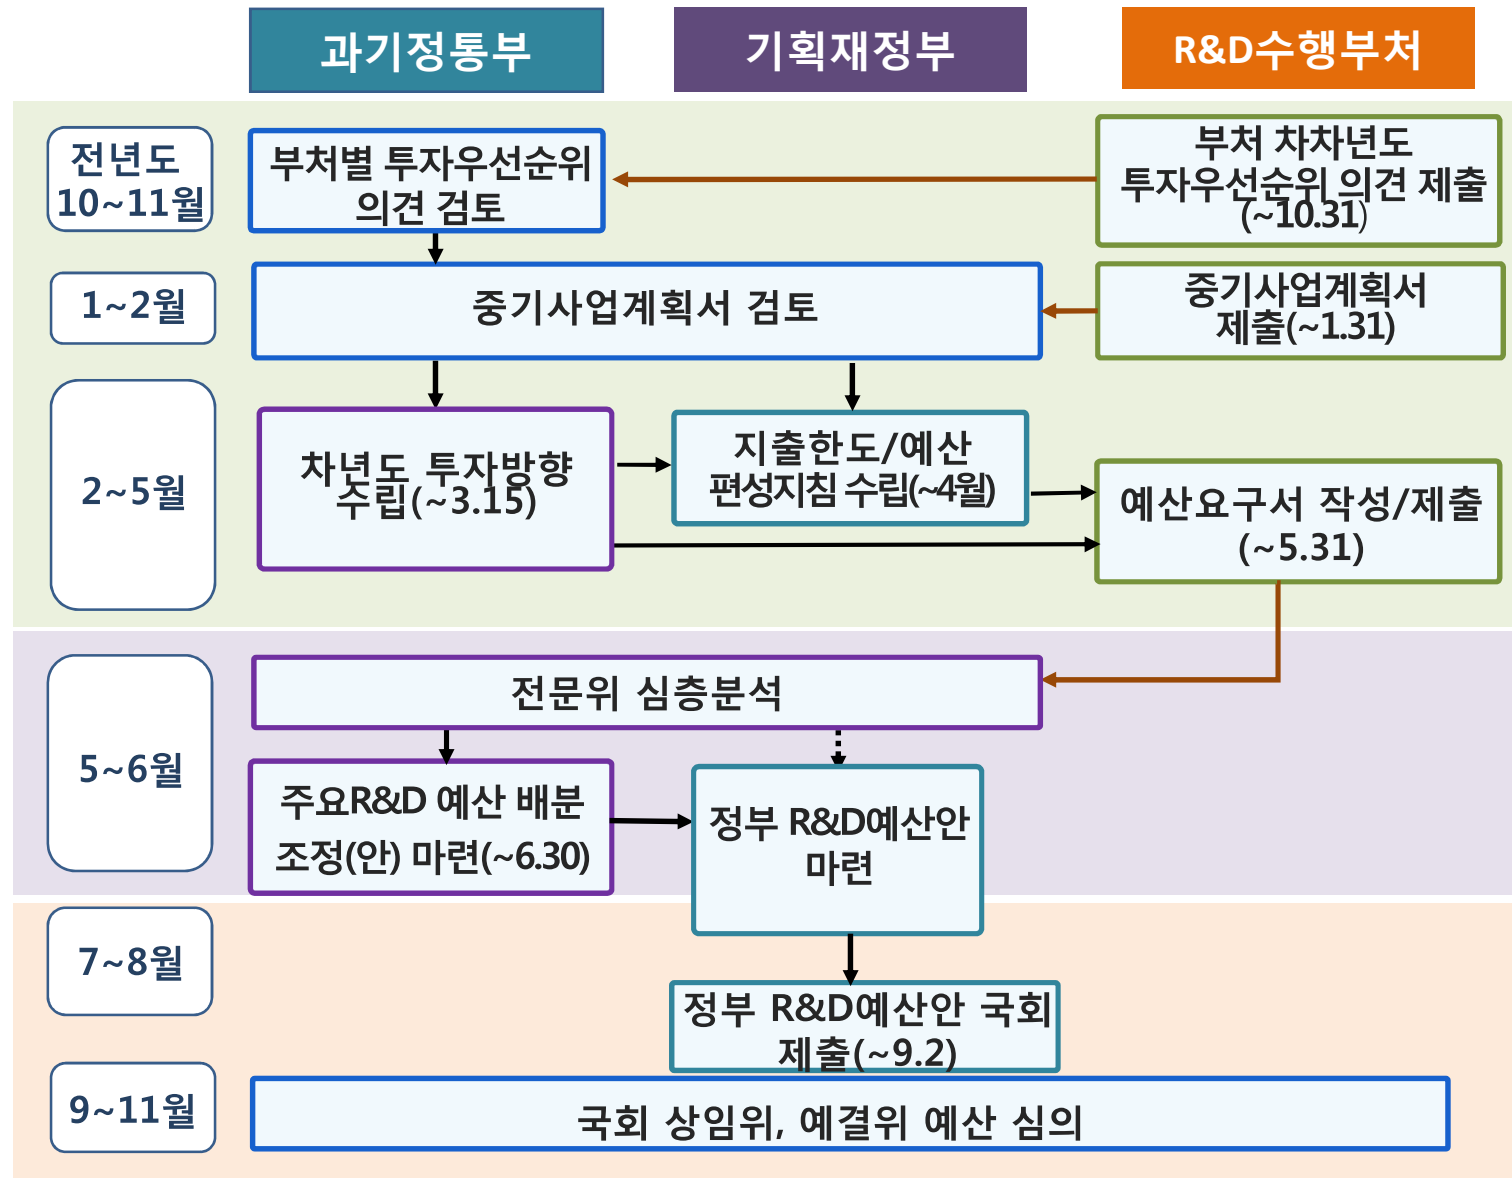 과기정통부
기획재정부
R&D수행부처
전년도
10~11월
부처별 투자우선순위
의견 검토
부처 차차년도
투자우선순위 의견 제출
(~10.31)
1~2월
중기사업계획서 검토
중기사업계획서
제출(~1.31)
2~5월
차년도 투자방향
수립(~3.15)
지출한도/예산
편성지침 수립(~4월)
예산요구서 작성/제출
(~5.31)
5~6월
전문위 심층분석
주요R&D 예산 배분
조정(안) 마련(~6.30)
정부 R&D예산안
마련
7~8월
정부 R&D예산안 국회
제출(~9.2)
9~11월
국회 상임위, 예결위 예산 심의